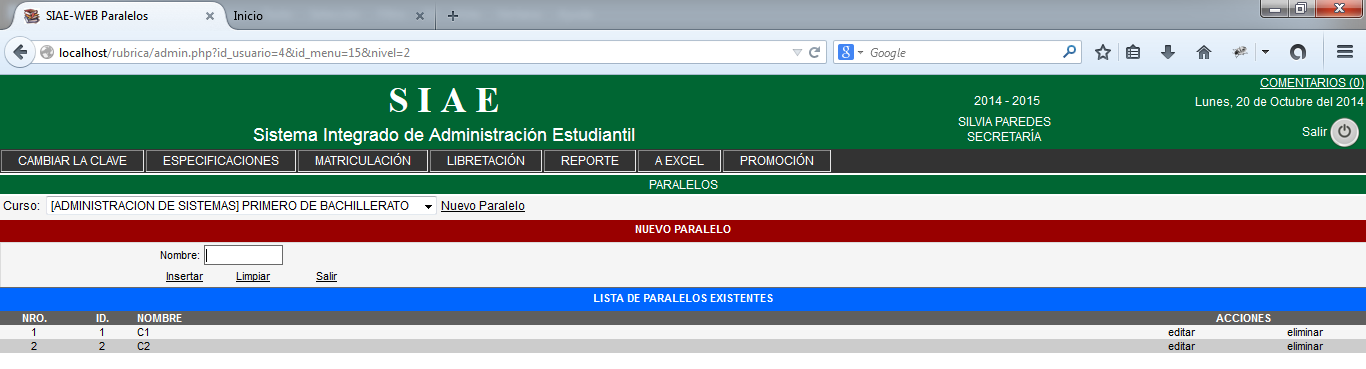 SIAE-WEB Paralelos
Inicio
localhost/rubrica/admin.php?id_usuario=4&id_menu=15&nivel=2
Google
COMENTARIOS (0)
S I A E
2014 - 2015
Lunes, 20 de Octubre del 2014
SILVIA PAREDES
Sistema Integrado de Administración Estudiantil
SECRETARÍA
Salir
CAMBIAR LA CLAVE ESPECIFICACIONES MATRICULACIÓN LIBRETACIÓN REPORTE A EXCEL PROMOCIÓN
PARALELOS
Curso: [ADMINISTRACION DE SISTEMAS] PRIMERO DE BACHILLERATO Nuevo Paralelo
NUEVO PARALELO
Nombre:
Insertar Limpiar Salir
LISTA DE PARALELOS EXISTENTES
NRO. ID. NOMBRE ACCIONES
1 1 C1 editar eliminar
2 2 C2 editar eliminar